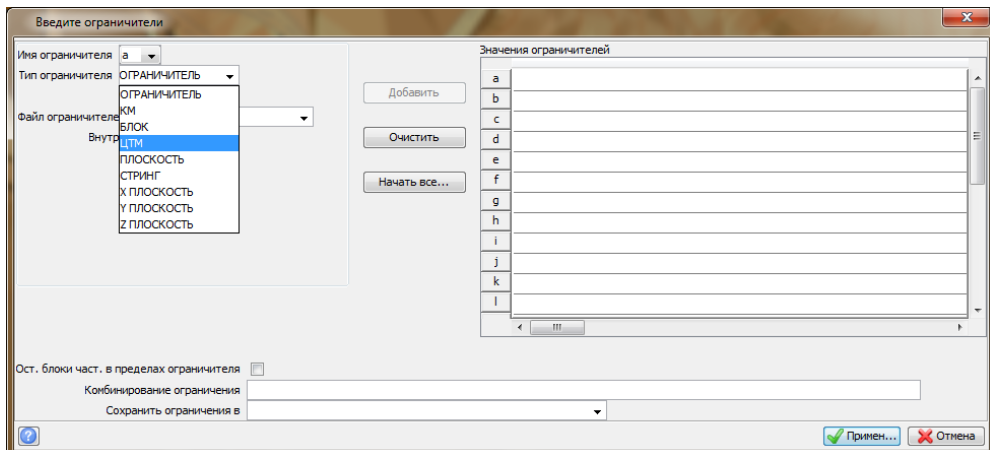 Введите ограничители
Имя ограничителя a
Тип ограничителя ОГРАНИЧИТЕЛЬ
ОГРАНИЧИТЕЛЬ
КМ
БЛОК
ЦТМ
ПЛОСКОСТЬ
СТРИНГ
X ПЛОСКОСТЬ
Y ПЛОСКОСТЬ
Z ПЛОСКОСТЬ
Файл ограничителе
Внутр
Добавить
Очистить
Начать все...
Значения ограничителей
a
b
c
d
e
f
g
h
i
j
k
l
Ост. блоки част. в пределах ограничителя
Комбинирование ограничения
Сохранить ограничения в
? Примен... Отмена